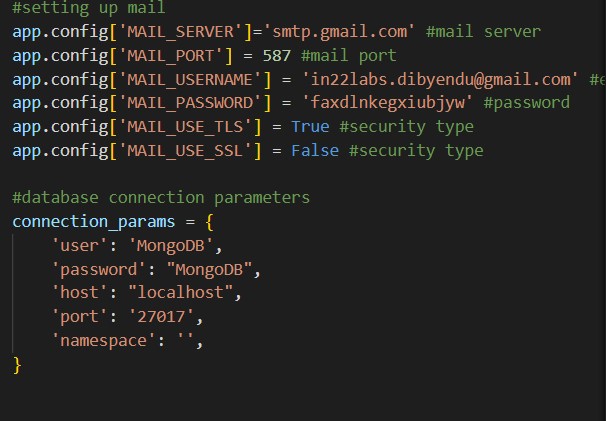 #setting up mail
app.config['MAIL_SERVER']='smtp.gmail.com' #mail server
app.config['MAIL_PORT'] = 587 #mail port
app.config['MAIL_USERNAME'] = 'in22labs.dibyendu@gmail.com' #e
app.config['MAIL_PASSWORD'] = 'faxdlnkegxiubjyw' #password
app.config['MAIL_USE_TLS'] = True #security type
app.config['MAIL_USE_SSL'] = False #security type
#database connection parameters
connection_params = {
    'user': 'MongoDB',
    'password': "MongoDB",
    'host': "localhost",
    'port': '27017',
    'namespace': '',
}